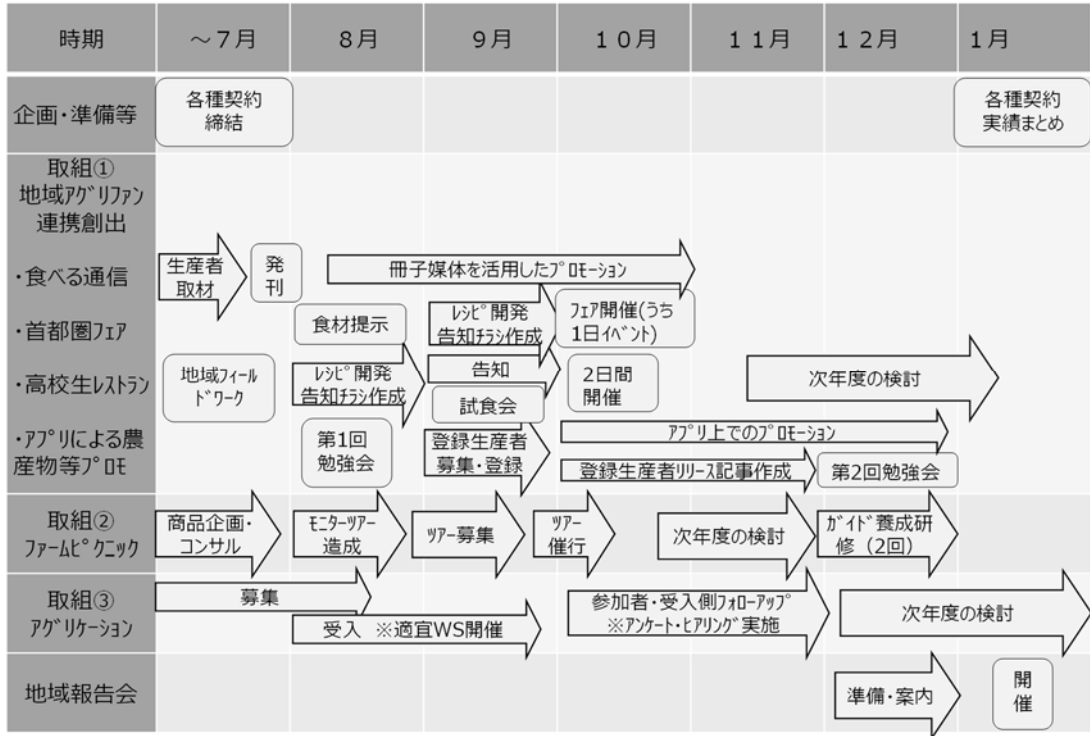 時期
～7月
8月
9月
10月
11月
12月
1月
企画・準備等
各種契約
締結
各種契約
実績まとめ
取組①
地域ｱｸﾞﾘﾌｧﾝ
連携創出
・食べる通信
生産者
取材
発
刊
冊子媒体を活用したﾌﾟﾛﾓｰｼｮﾝ
・首都圏フェア
食材提示
ﾚｼﾋﾟ開発
告知ﾁﾗｼ作成
ﾌｪｱ開催(うち
1日ｲﾍﾞﾝﾄ)
・高校生レストラン
地域フィール
ドワーク
ﾚｼﾋﾟ開発
告知ﾁﾗｼ作成
告知
試食会
2日間
開催
次年度の検討
・アプリによる農
産物等プロモ
第1回
勉強会
登録生産者
募集・登録
アプリ上でのプロモーション
登録生産者ﾘﾘｰｽ記事作成
第2回勉強会
取組②
ﾌｧｰﾑﾋﾟｸﾆｯｸ
商品企画・
コンサル
ﾓﾆﾀｰﾂｱｰ
造成
ﾂｱｰ募集
ﾂｱｰ
催行
次年度の検討
ｶﾞｲﾄﾞ養成研
修（2回）
取組③
アグリケーション
募集
受入　※適宜WS開催
参加者・受入側ﾌｫﾛｰｱｯﾌﾟ
※ｱﾝｹｰﾄ・ﾋｱﾘﾝｸﾞ実施
次年度の検討
地域報告会
準備・案内
開
催